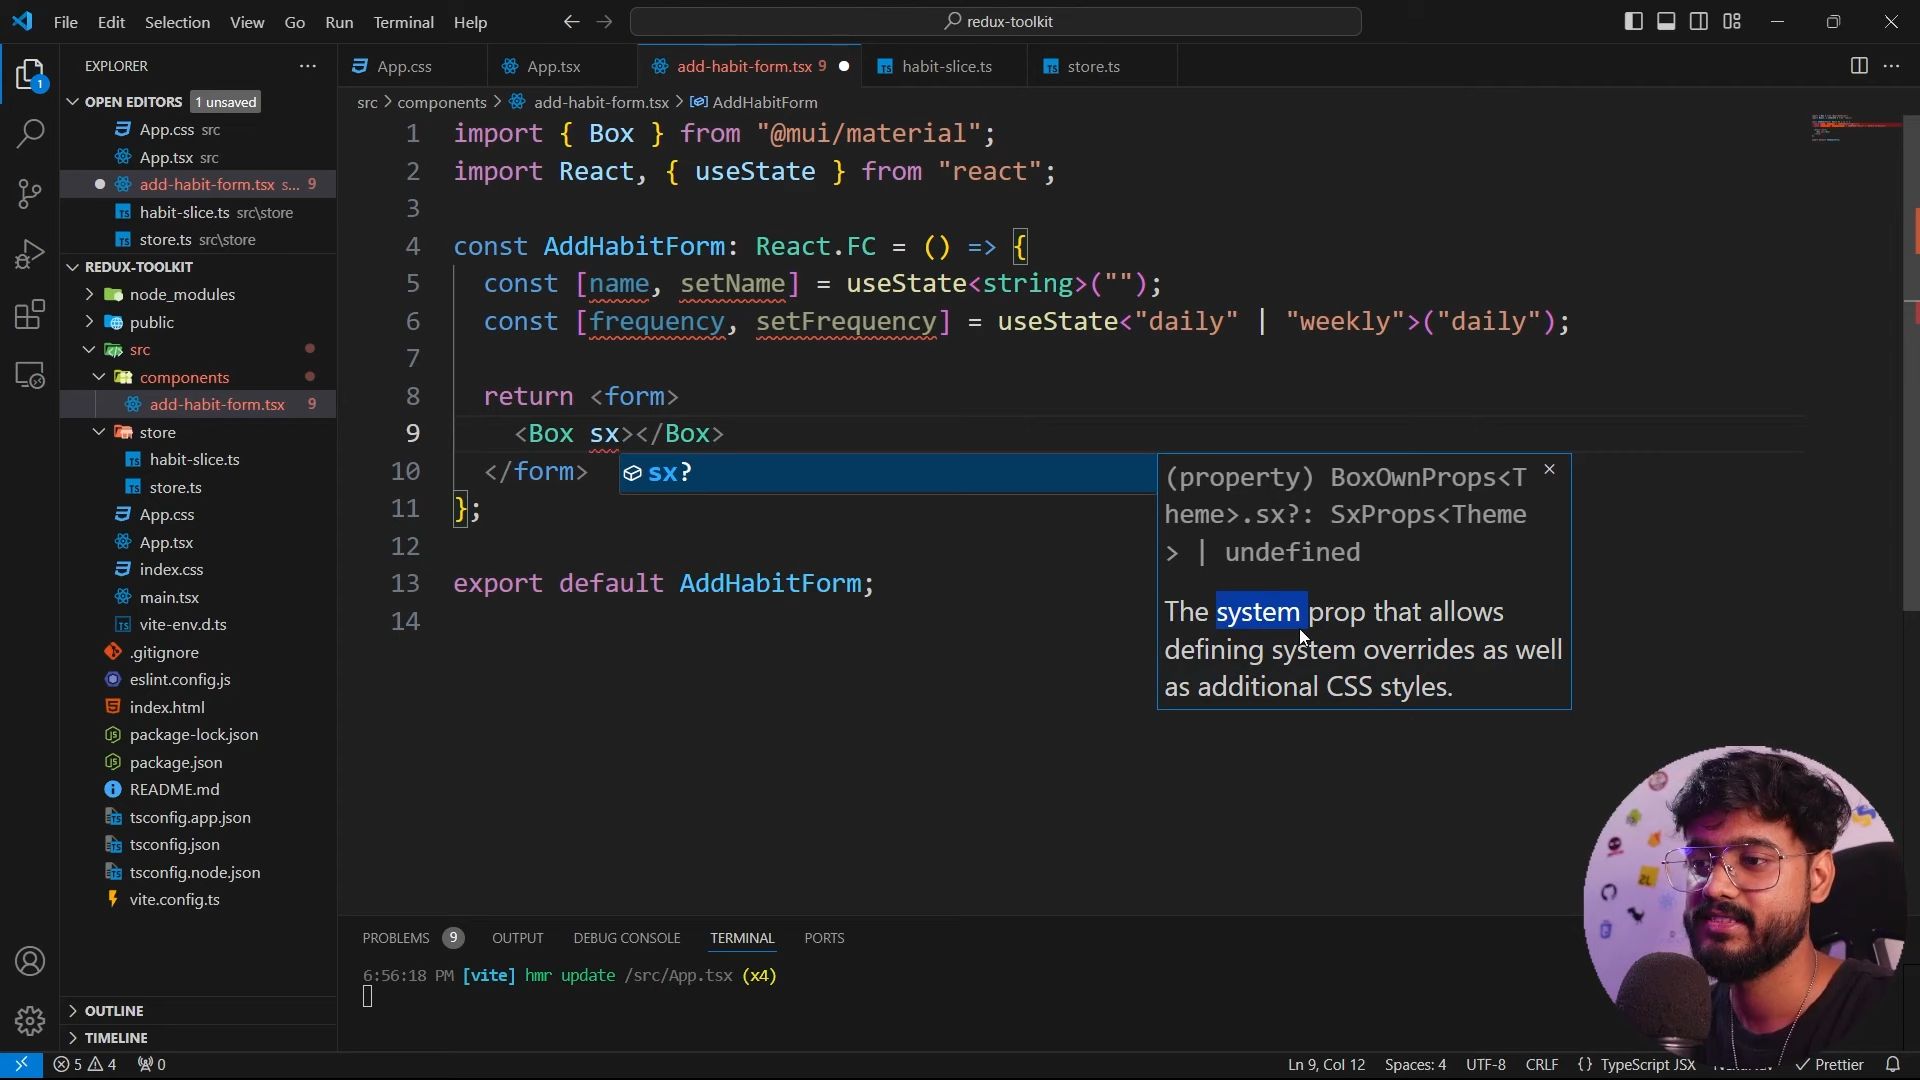 File Edit Selection View Go Run Terminal Help
redux-toolkit
EXPLORER
OPEN EDITORS 1 unsaved
App.css src
App.tsx src
add-habit-form.tsx s... 9
habit-slice.ts src\store
store.ts src\store
REDUX-TOOLKIT
node_modules
public
src
components
add-habit-form.tsx 9
store
habit-slice.ts
store.ts
App.css
App.tsx
index.css
main.tsx
vite-env.d.ts
.gitignore
eslint.config.js
index.html
package-lock.json
package.json
README.md
tsconfig.app.json
tsconfig.json
tsconfig.node.json
vite.config.ts
OUTLINE
TIMELINE
App.css App.tsx add-habit-form.tsx 9 habit-slice.ts store.ts
src > components > add-habit-form.tsx > AddHabitForm
1 import { Box } from "@mui/material";
2 import React, { useState } from "react";
3
4 const AddHabitForm: React.FC = () => {
5 const [name, setName] = useState<string>("");
6 const [frequency, setFrequency] = useState<"daily" | "weekly">("daily");
7
8 return <form>
9 <Box sx></Box>
10 </form>
11 };
12
13 export default AddHabitForm;
14
sx?
(property) BoxOwnProps<T
heme>.sx?: SxProps<Theme
> | undefined
The system prop that allows
defining system overrides as well
as additional CSS styles.
PROBLEMS 9 OUTPUT DEBUG CONSOLE TERMINAL PORTS
6:56:18 PM [vite] hmr update /src/App.tsx (x4)
1
5 4 0
Ln 9, Col 12 Spaces: 4 UTF-8 CRLF {} TypeScript JSX Prettier